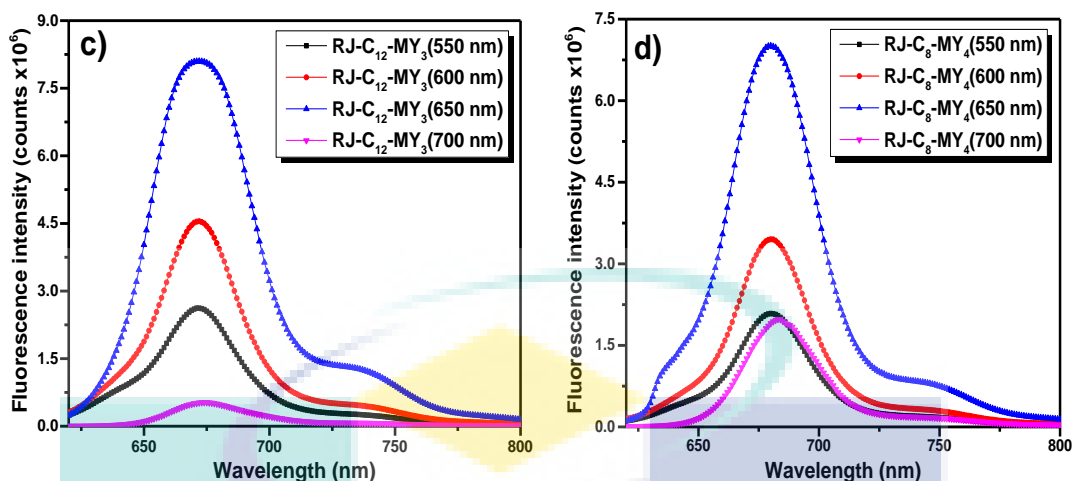 c)
RJ-C₁₂-MY₃(550 nm)
RJ-C₁₂-MY₃(600 nm)
RJ-C₁₂-MY₃(650 nm)
RJ-C₁₂-MY₃(700 nm)
Fluorescence intensity (counts x10⁶)
9.0
7.5
6.0
4.5
3.0
1.5
0.0
650 700 750 800
Wavelength (nm)
d)
RJ-C₈-MY₄(550 nm)
RJ-C₈-MY₄(600 nm)
RJ-C₈-MY₄(650 nm)
RJ-C₈-MY₄(700 nm)
Fluorescence intensity (counts x10⁶)
7.5
6.0
4.5
3.0
1.5
0.0
650 700 750 800
Wavelength (nm)